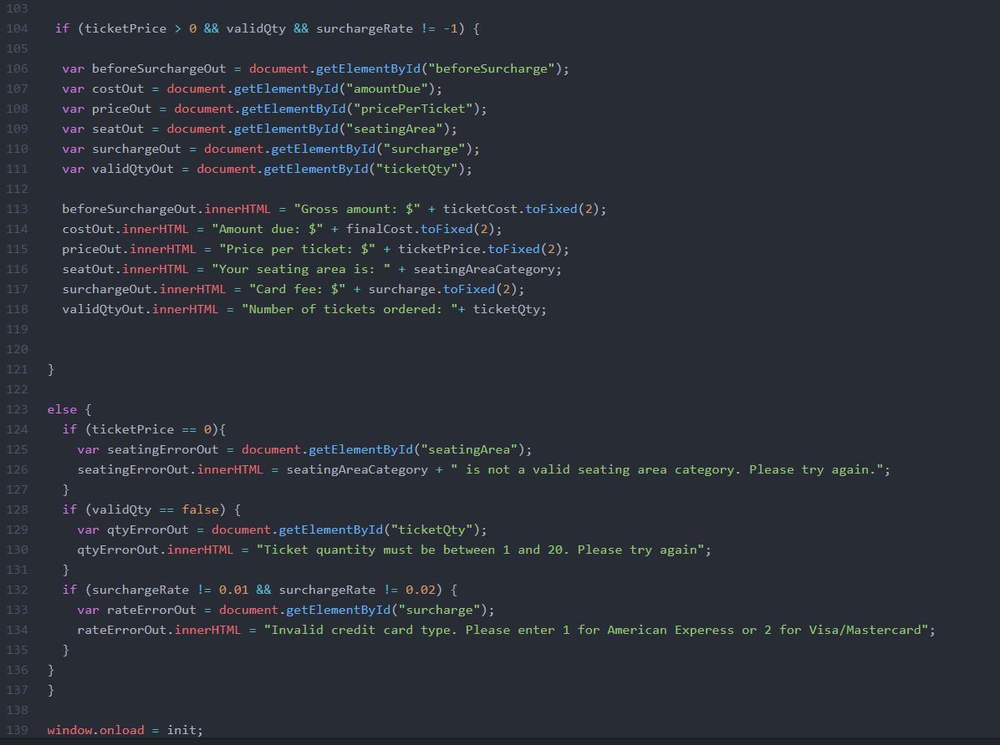 103
104 if (ticketPrice > 0 && validQty && surchargeRate != -1) {
105
106 var beforeSurchargeOut = document.getElementById("beforeSurcharge");
107 var costOut = document.getElementById("amountDue");
108 var priceOut = document.getElementById("pricePerTicket");
109 var seatOut = document.getElementById("seatingArea");
110 var surchargeOut = document.getElementById("surcharge");
111 var validQtyOut = document.getElementById("ticketQty");
112
113 beforeSurchargeOut.innerHTML = "Gross amount: $" + ticketCost.toFixed(2);
114 costOut.innerHTML = "Amount due: $" + finalCost.toFixed(2);
115 priceOut.innerHTML = "Price per ticket: $" + ticketPrice.toFixed(2);
116 seatOut.innerHTML = "Your seating area is: " + seatingAreaCategory;
117 surchargeOut.innerHTML = "Card fee: $" + surcharge.toFixed(2);
118 validQtyOut.innerHTML = "Number of tickets ordered: "+ ticketQty;
119
120
121 }
122
123 else {
124 if (ticketPrice == 0){
125 var seatingErrorOut = document.getElementById("seatingArea");
126 seatingErrorOut.innerHTML = seatingAreaCategory + " is not a valid seating area category. Please try again.";
127 }
128 if (validQty == false) {
129 var qtyErrorOut = document.getElementById("ticketQty");
130 qtyErrorOut.innerHTML = "Ticket quantity must be between 1 and 20. Please try again";
131 }
132 if (surchargeRate != 0.01 && surchargeRate != 0.02) {
133 var rateErrorOut = document.getElementById("surcharge");
134 rateErrorOut.innerHTML = "Invalid credit card type. Please enter 1 for American Experess or 2 for Visa/Mastercard";
135 }
136 }
137 }
138
139 window.onload = init;